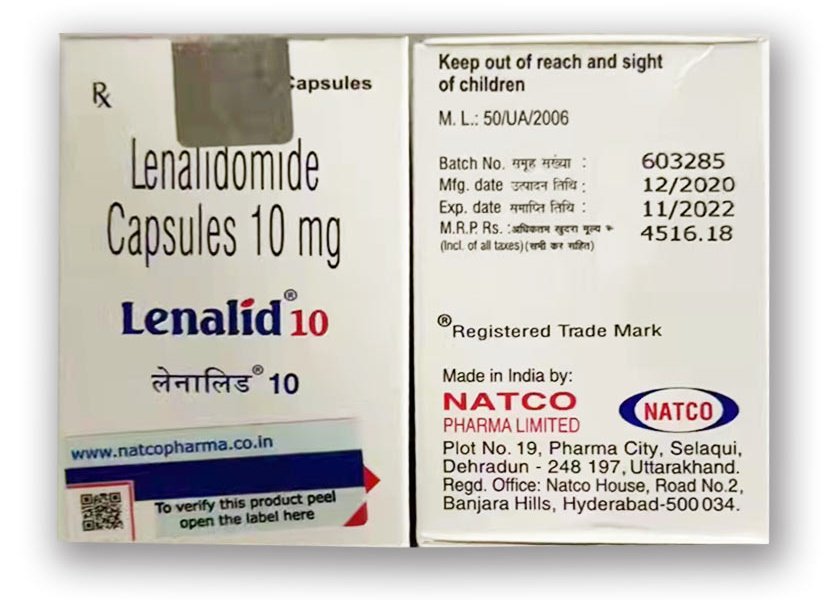 Rx
Capsules
Lenalidomide
Capsules 10 mg
Lenalid® 10
लेनालिड® 10
www.natcopharma.co.in
To verify this product peel
open the label here
Keep out of reach and sight
of children
M. L.: 50/UA/2006
Batch No. समूह संख्या : 603285
Mfg. date उत्पादन तिथि : 12/2020
Exp. date समाप्ति तिथि : 11/2022
M.R.P. Rs. :अधिकतम खुदरा मूल्य रु 4516.18
(Incl. of all taxes) (सभी कर सहित)
®Registered Trade Mark
Made in India by:
NATCO
PHARMA LIMITED
NATCO
Plot No. 19, Pharma City, Selaqui,
Dehradun - 248 197, Uttarakhand.
Regd. Office: Natco House, Road No.2,
Banjara Hills, Hyderabad-500 034.